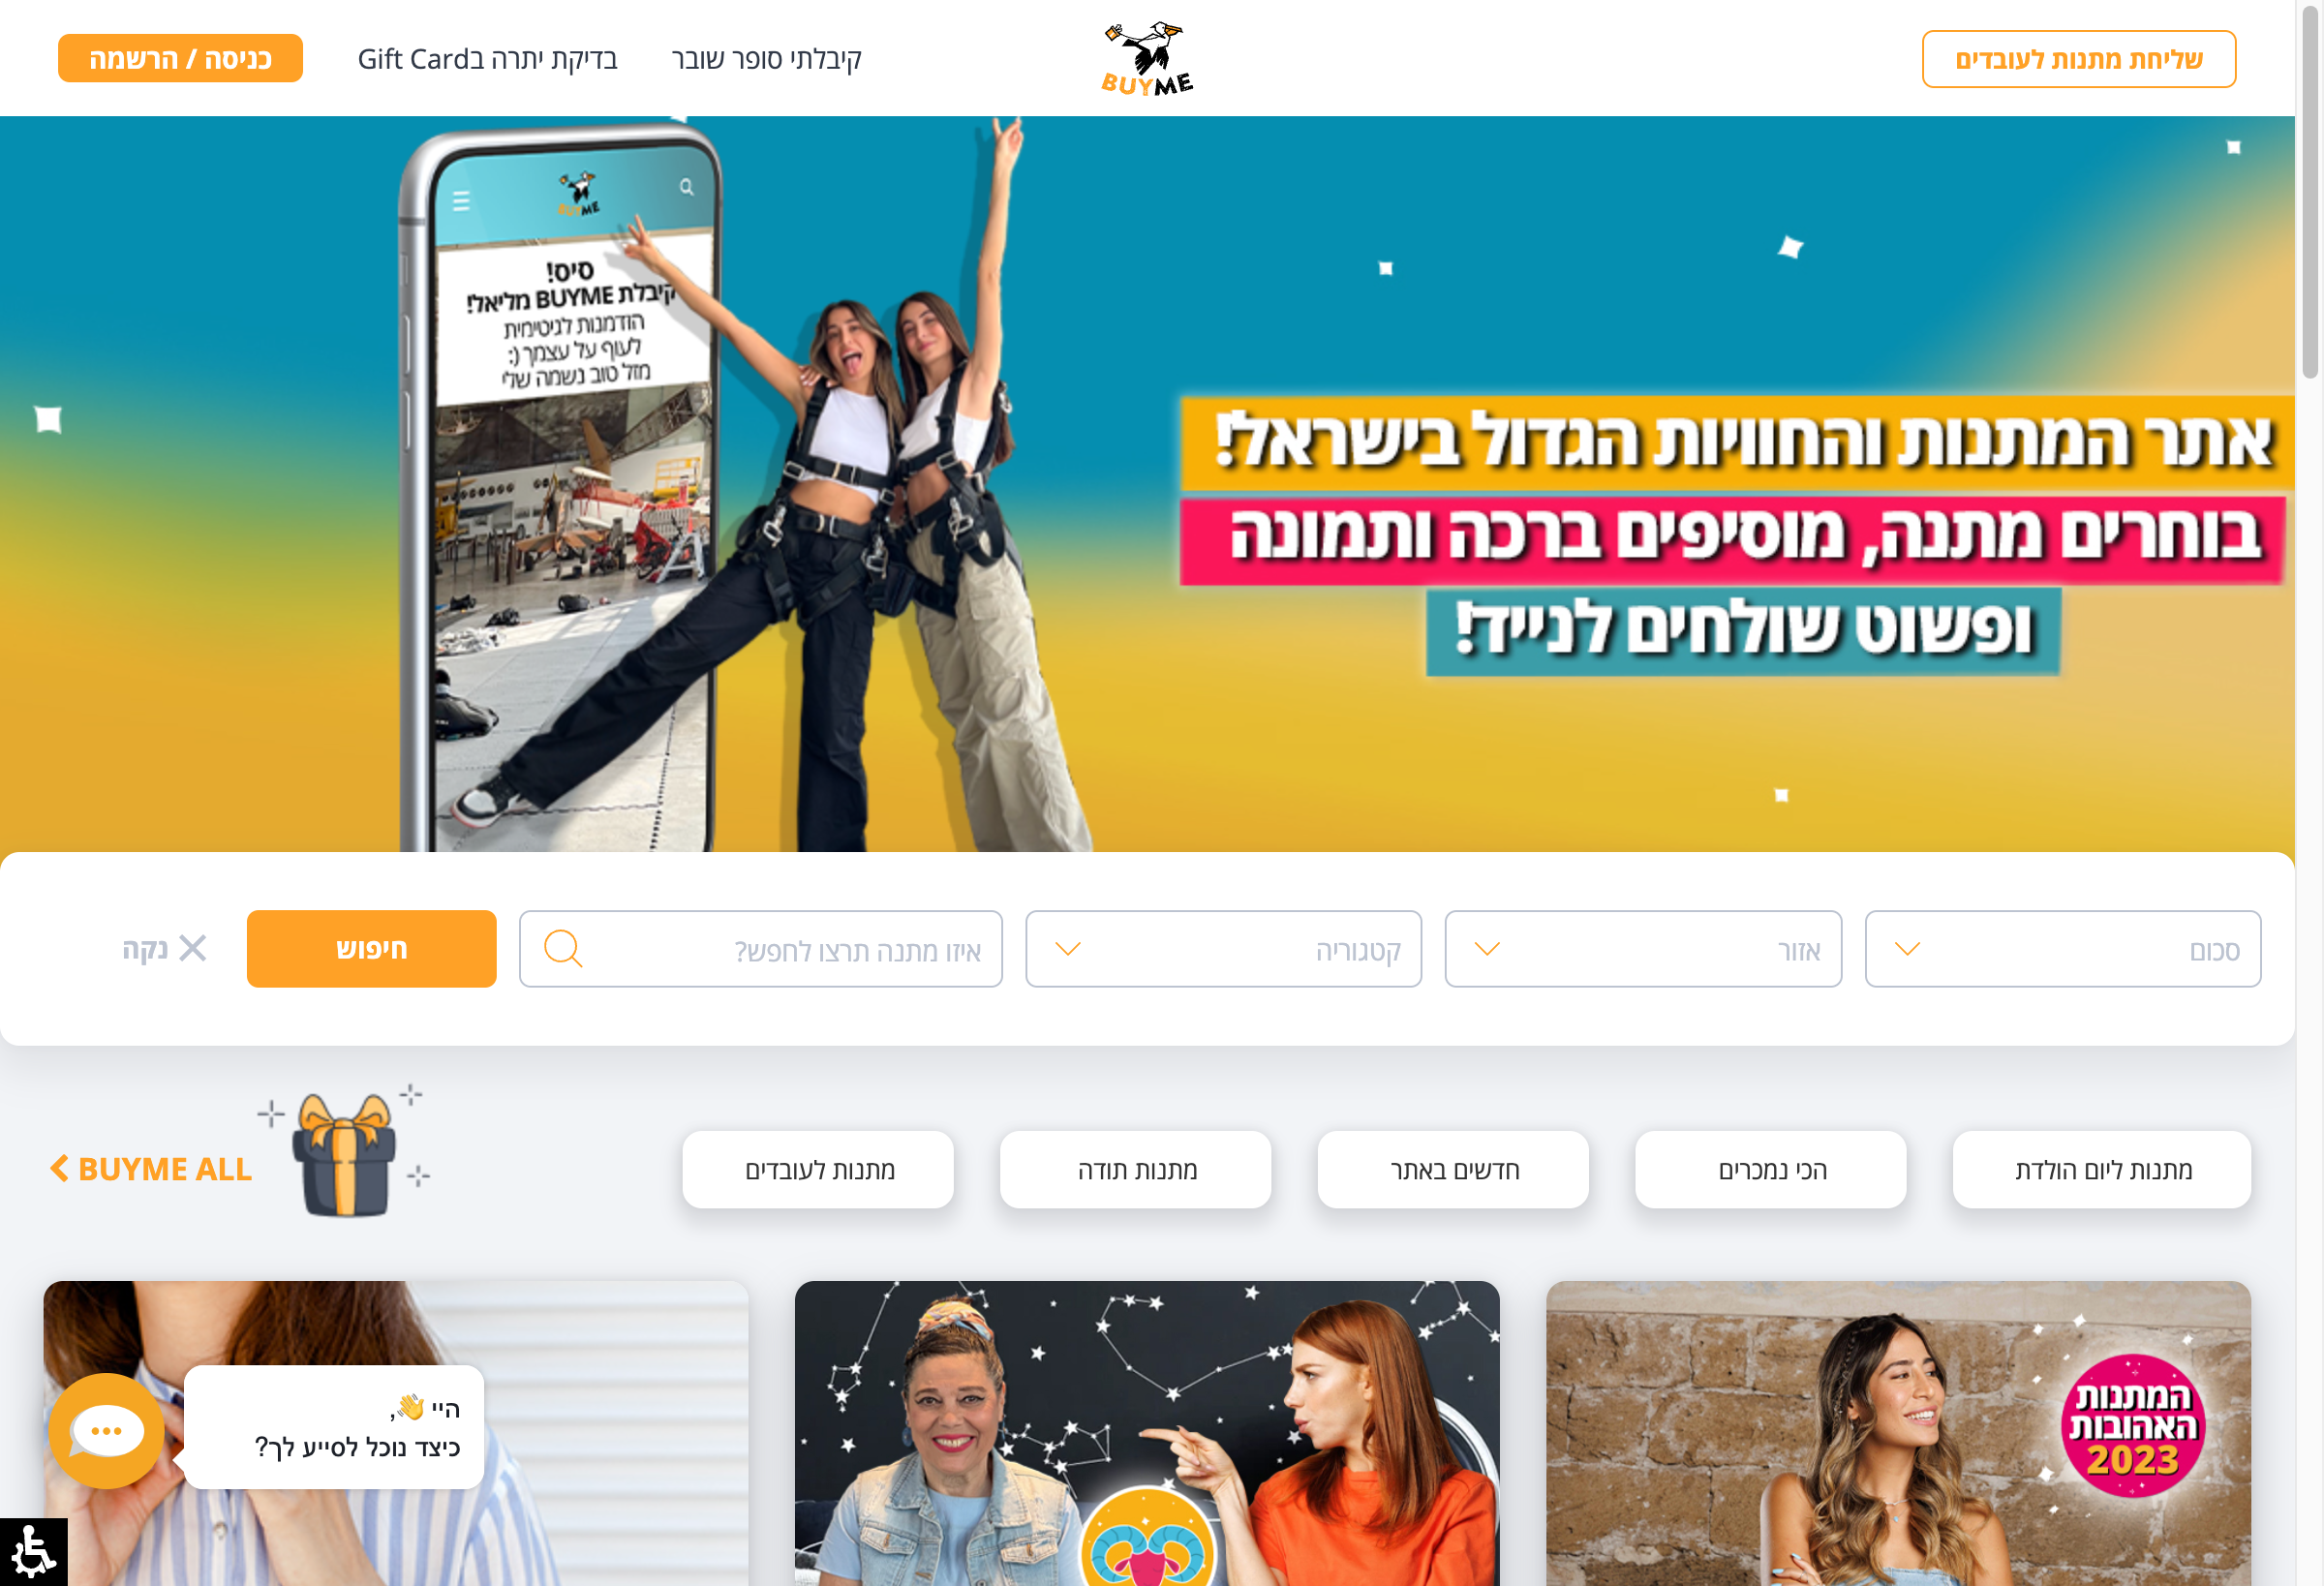 שליחת מתנות לעובדים
BUYME
קיבלתי סופר שובר
בדיקת יתרה בGift Card
כניסה / הרשמה
BUYME
סיס!
קיבלת BUYME מליאל!
הזדמנות לגיטימית
לעוף על עצמך (:
מזל טוב נשמה שלי
אתר המתנות והחוויות הגדול בישראל!
בוחרים מתנה, מוסיפים ברכה ותמונה
ופשוט שולחים לנייד!
סכום
אזור
קטגוריה
איזו מתנה תרצו לחפש?
חיפוש
נקה
מתנות ליום הולדת
הכי נמכרים
חדשים באתר
מתנות תודה
מתנות לעובדים
BUYME ALL
המתנות
האהובות
2023
היי 👋,
כיצד נוכל לסייע לך?